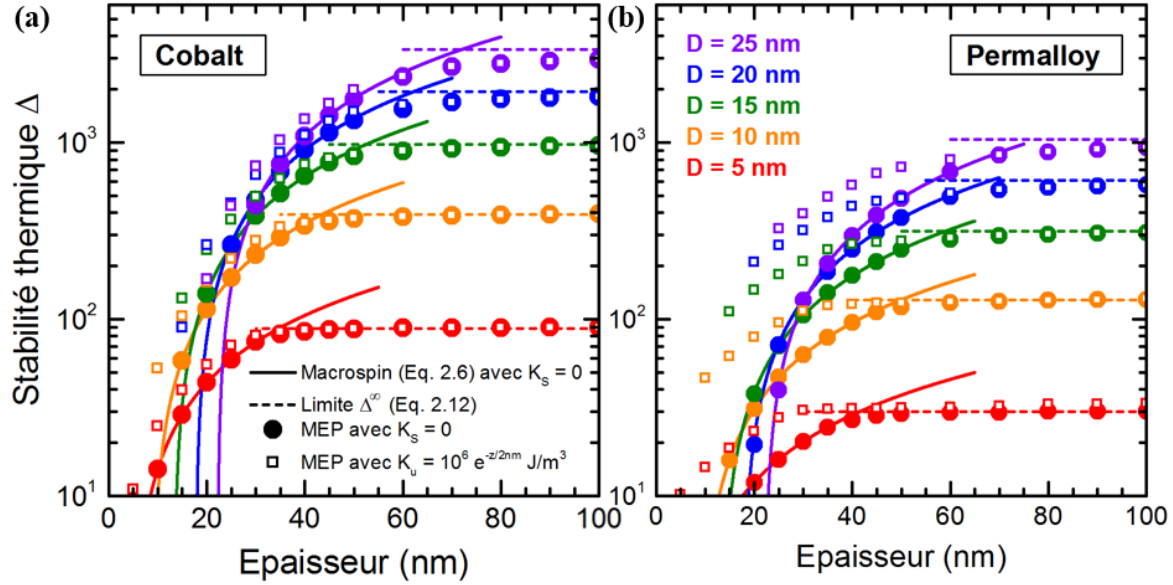 (a)
Cobalt
Stabilité thermique Δ
10³
10²
10¹
Macrospin (Eq. 2.6) avec K_S = 0
Limite Δ^∞ (Eq. 2.12)
MEP avec K_S = 0
MEP avec K_u = 10⁶ e^{-z/2nm} J/m³
0 20 40 60 80 100
Epaisseur (nm)
(b)
Permalloy
D = 25 nm
D = 20 nm
D = 15 nm
D = 10 nm
D = 5 nm
10³
10²
10¹
0 20 40 60 80 100
Epaisseur (nm)